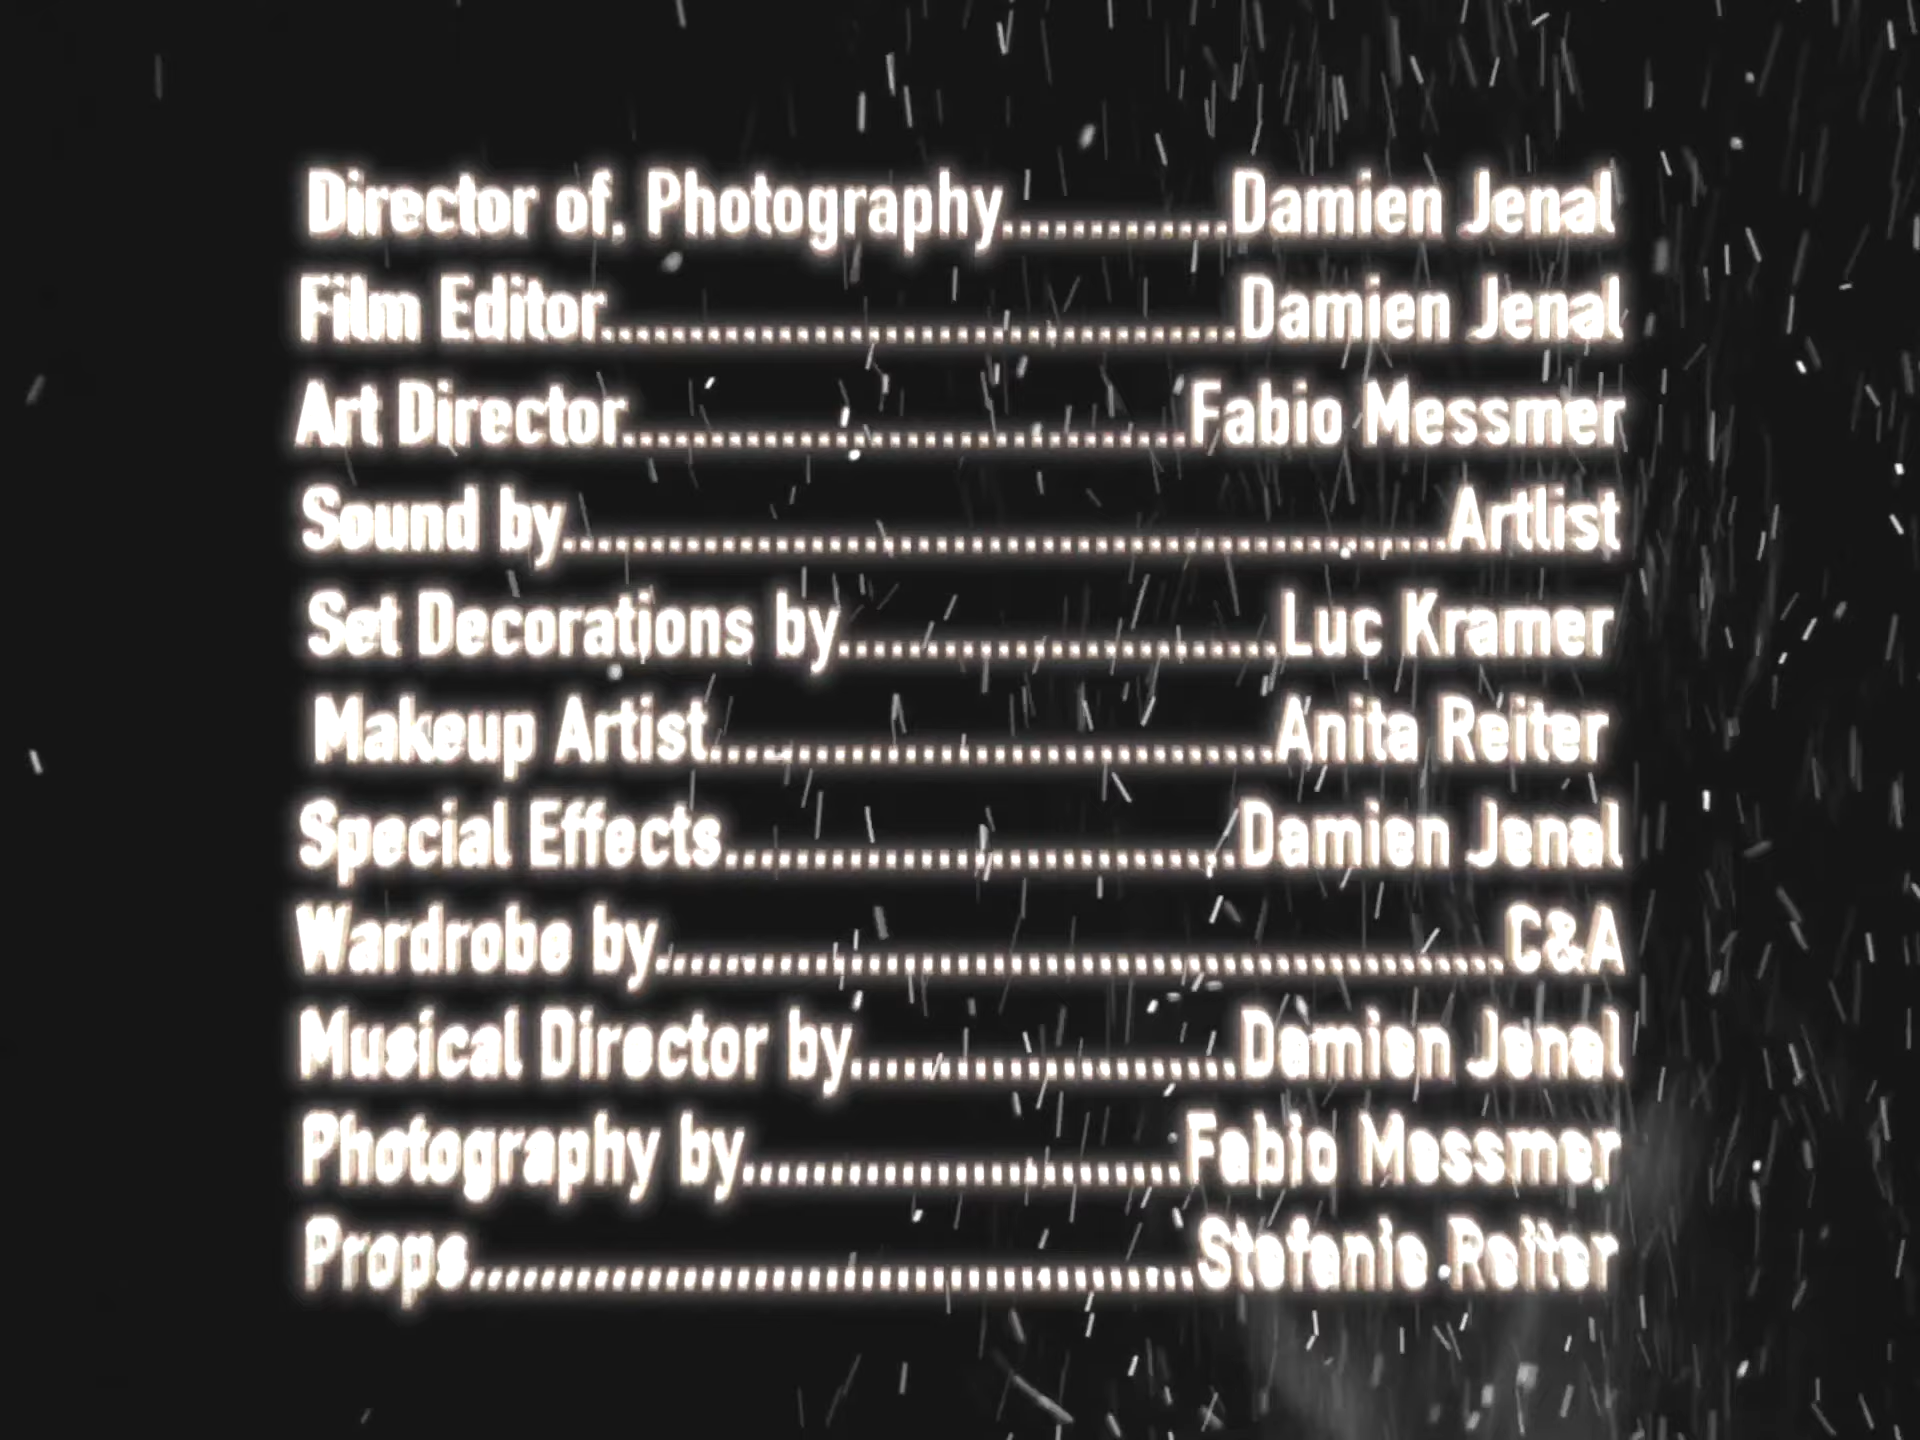 Director of, Photography............Damien Jenal
Film Editor...................................Damien Jenal
Art Director...............................Fabio Messmer
Sound by.................................................Artlist
Set Decorations by........................Luc Kramer
Makeup Artist...............................Anita Reiter
Special Effects............................Damien Jenal
Wardrobe by...............................................C&A
Musical Director by.....................Damien Jenal
Photography by........................Fabio Messmer
Props........................................Stefanie Reiter